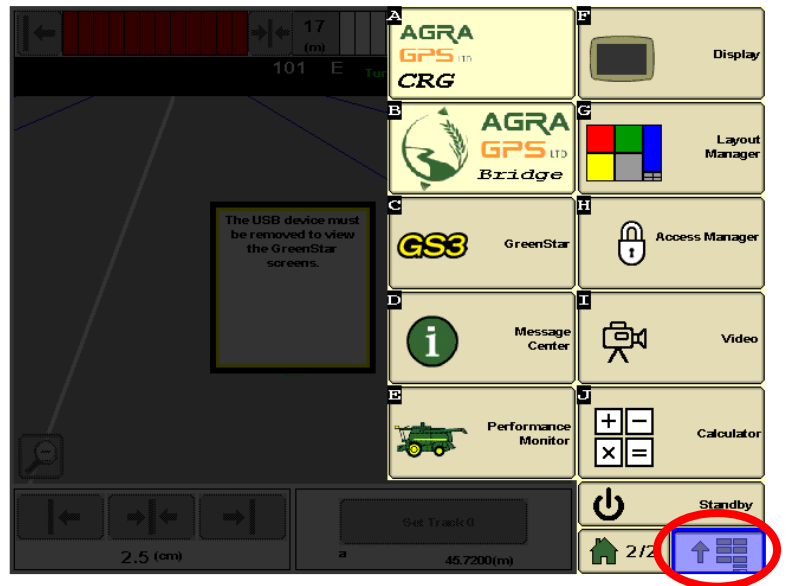 17
(m)
101 E Tur
The USB device must
be removed to view
the GreenStar
screens.
Set Track 0
2.5 (cm)
a 45.7200(m)
A
AGRA
GPS LTD
CRG
F
Display
B
AGRA
GPS LTD
Bridge
G
Layout
Manager
C
GS3
GreenStar
H
Access Manager
D
i
Message
Center
I
Video
E
Performance
Monitor
J
+ −
× =
Calculator
Standby
2/2